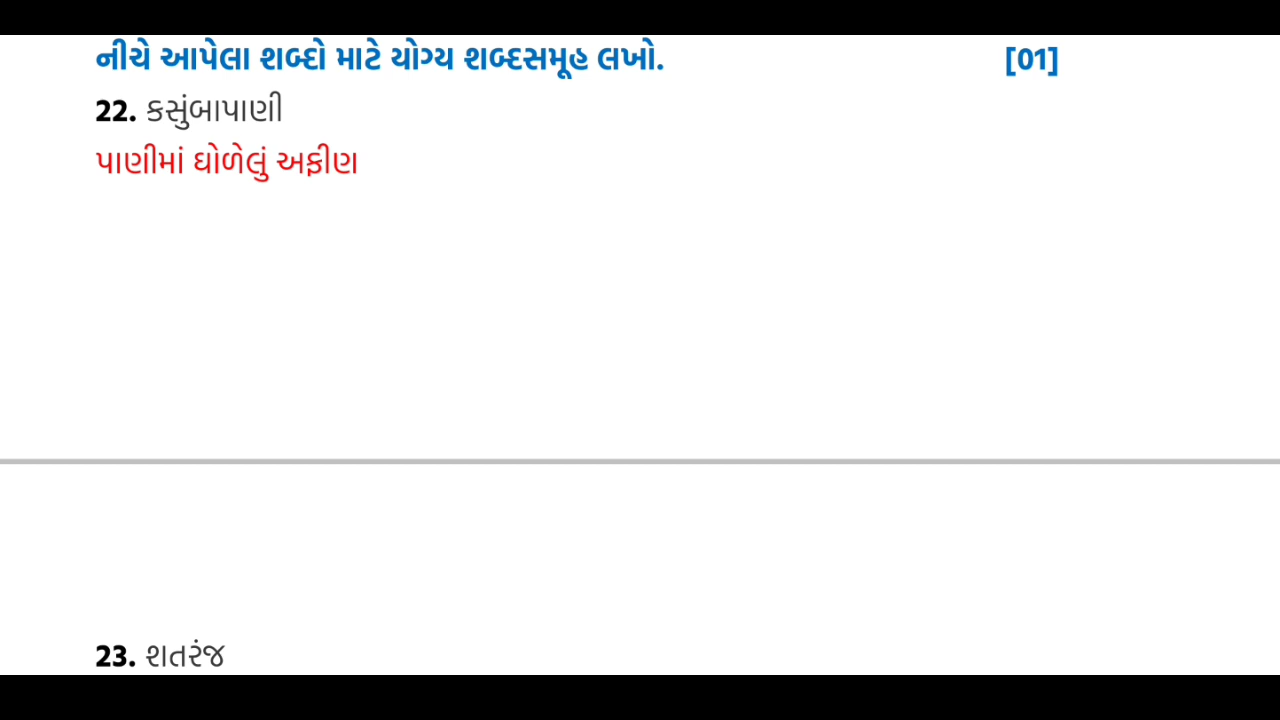 નીચે આપેલા શબ્દો માટે યોગ્ય શબ્દસમૂહ લખો. [01]
22. કસુંબાપાણી
પાણીમાં ઘોળેલું અફીણ
23. શતરંજ